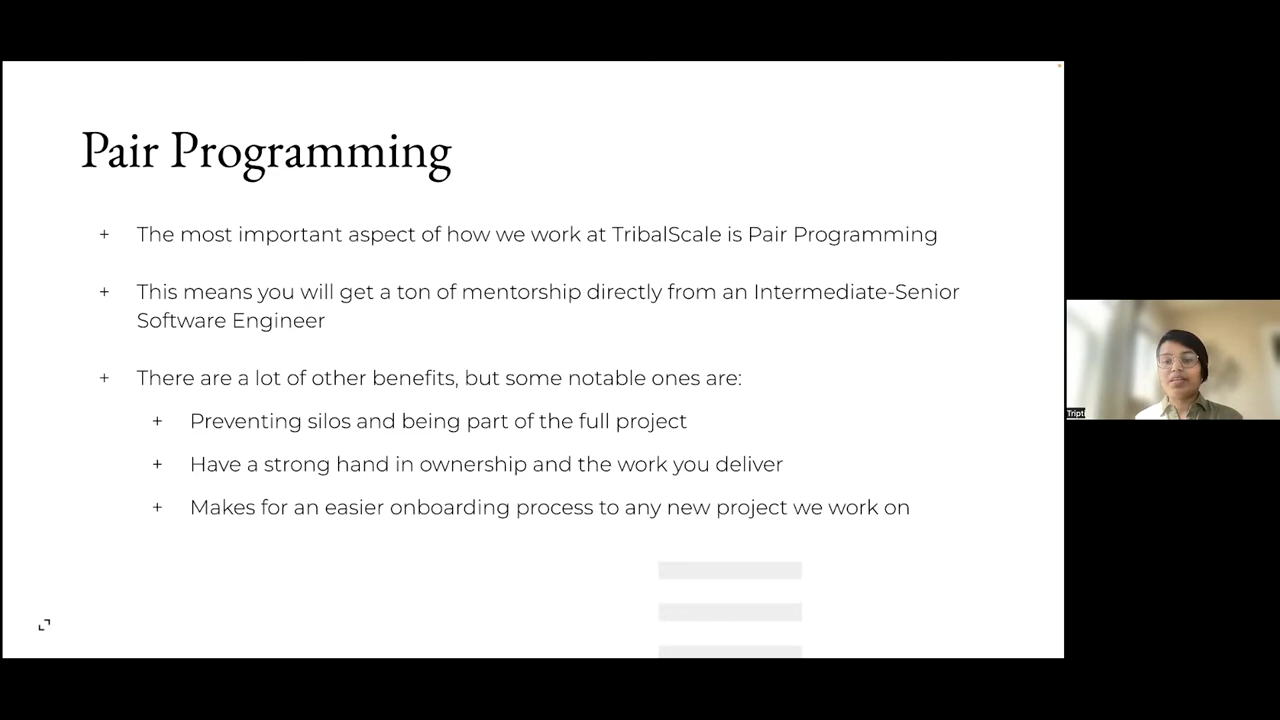 Pair Programming
+ The most important aspect of how we work at TribalScale is Pair Programming
+ This means you will get a ton of mentorship directly from an Intermediate-Senior
Software Engineer
+ There are a lot of other benefits, but some notable ones are:
+ Preventing silos and being part of the full project
+ Have a strong hand in ownership and the work you deliver
+ Makes for an easier onboarding process to any new project we work on
Tripti